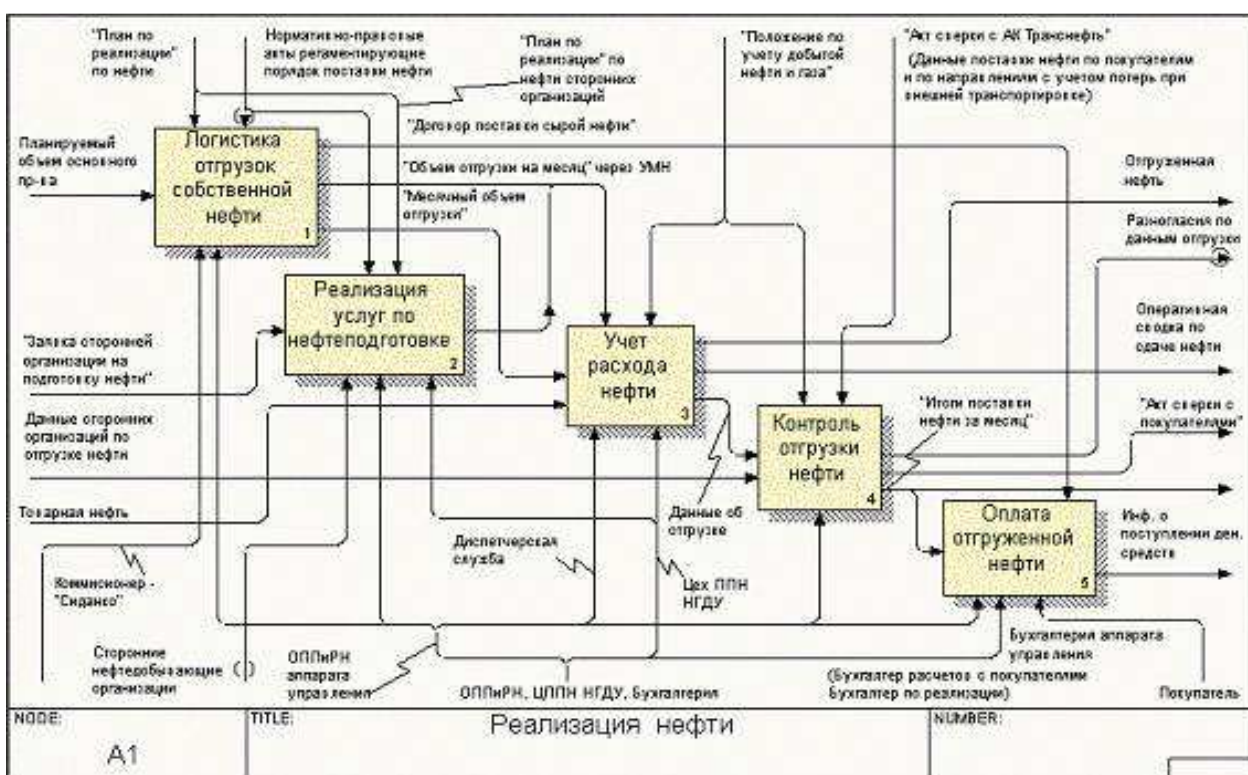 "План по
реализации"
по нефти
Нормативно-правовые
акты регаментирующие
порядок поставки нефти
"План по
реализации" по
нефти сторонних
организаций
"Положение по
учету добытой
нефти и газа"
"Акт сверки с АК Транснефть"
(Данные поставки нефти по покупателям
и по направлениям с учетом потерь при
внешней транспортировке)
Планируемый
объем основного
пр-ва
Логистика
отгрузок
собственной
нефти
1
"Договор поставки сырой нефти"
"Объем отгрузки на месяц" через УМН
"Месячный объем
отгрузки"
Отгруженная
нефть
Разногласия по
данным отгрузки
Реализация
услуг по
нефтеподготовке
2
Учет
расхода
нефти
3
Оперативная
сводка по
сдаче нефти
"Заявка сторонней
организации на
подготовку нефти"
Данные сторонних
организаций по
отгрузке нефти
Контроль
отгрузки
нефти
4
"Итоги поставки
нефти за месяц"
"Акт сверки с
покупателями"
Товарная нефть
Данные об
отгрузке
Оплата
отгруженной
нефти
5
Инф. о
поступлении ден.
средств
Диспетчерская
служба
Комиссионер -
"Сиданко"
Цех ППН
НГДУ
Сторонние
нефтедобывающие
организации
ОППиРН
аппарата
управления
ОППиРН, ЦППН НГДУ, Бухгалтерия
Бухгалтерия аппарата
управления
(Бухгалтер расчетов с покупателями
Бухгалтер по реализации)
Покупатель
NODE:
A1
TITLE:
Реализация нефти
NUMBER: